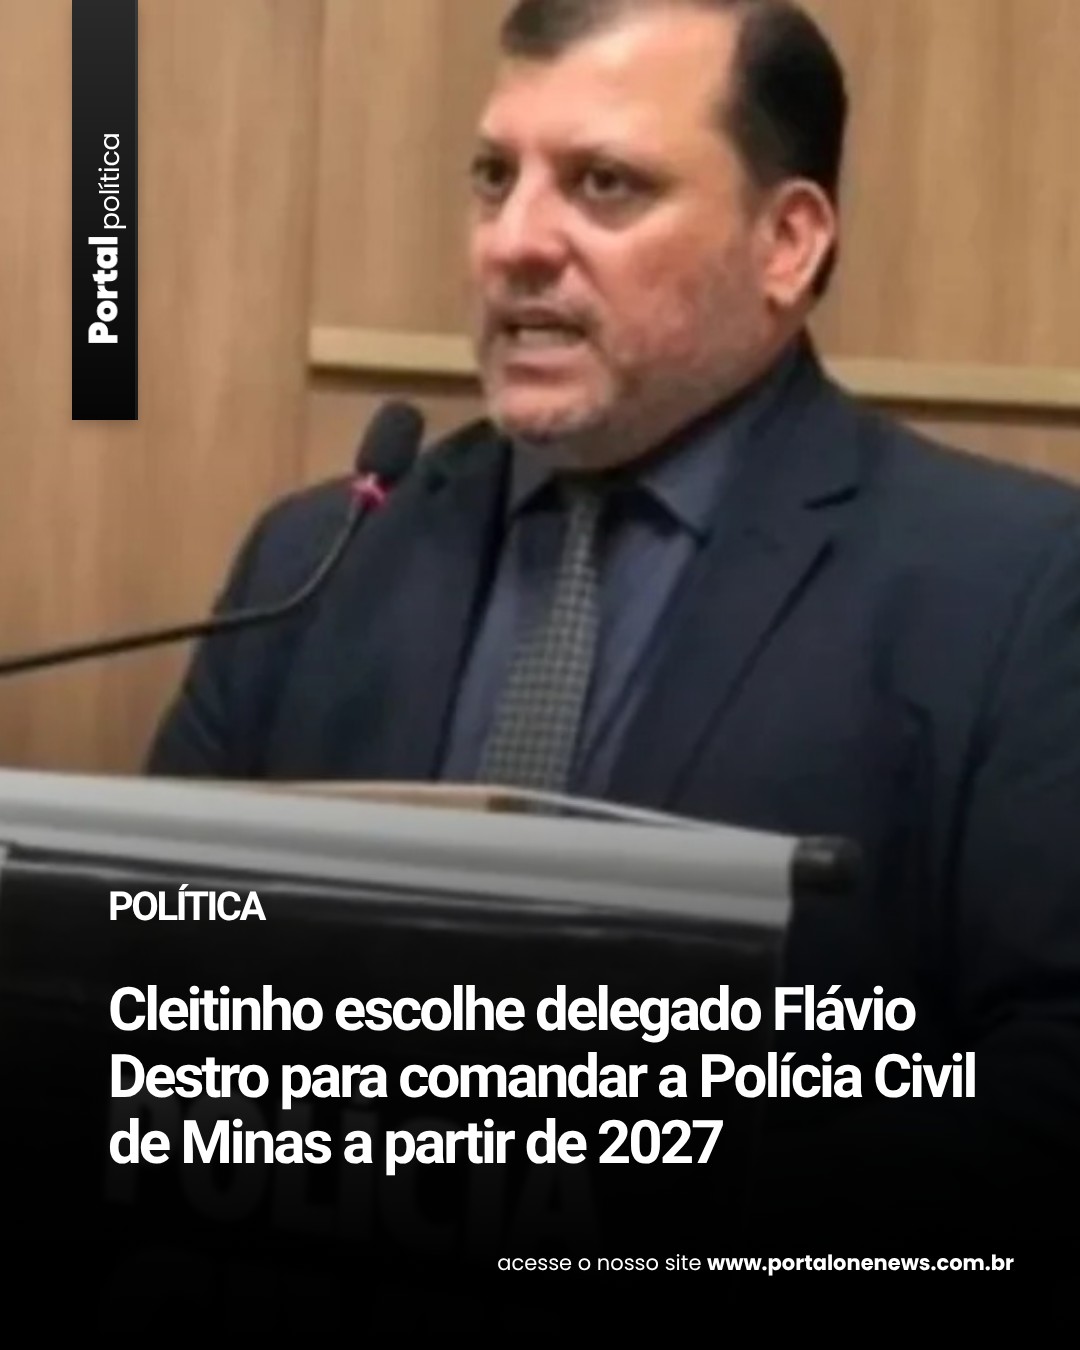 Portal política
POLÍTICA
Cleitinho escolhe delegado Flávio
Destro para comandar a Polícia Civil
de Minas a partir de 2027
POLÍCIA
acesse o nosso site www.portalonenews.com.br